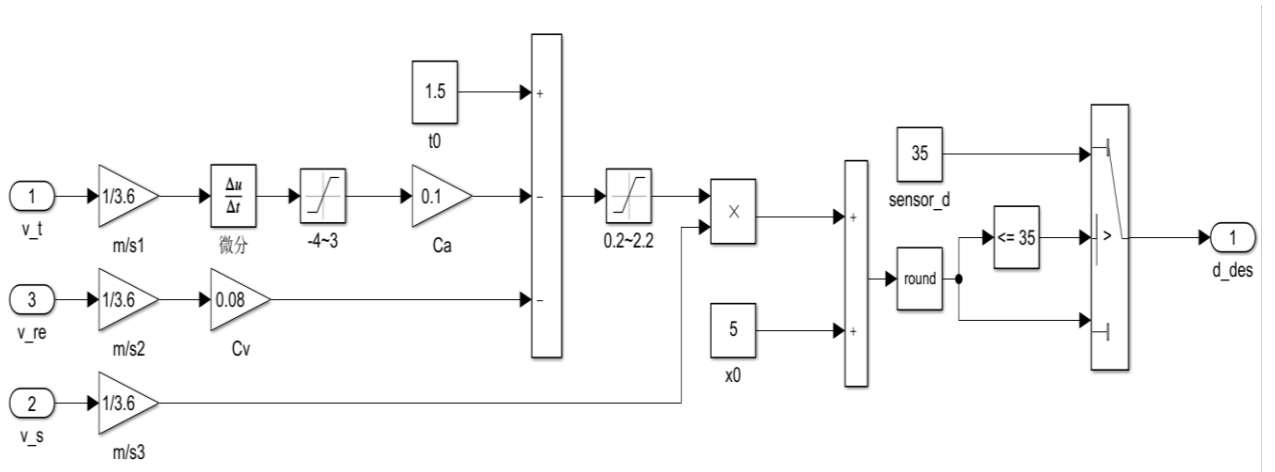 1.5
+
t0
35
sensor_d
1
v_t
1/3.6
m/s1
Δu
Δt
微分
-4~3
0.1
Ca
−
0.2~2.2
×
+
<= 35
>
1
d_des
3
v_re
1/3.6
m/s2
0.08
Cv
−
5
x0
+
round
2
v_s
1/3.6
m/s3